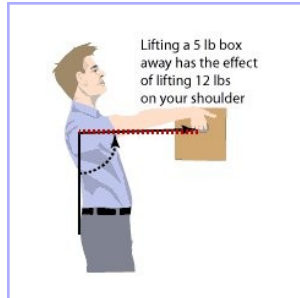 Lifting a 5 lb box
away has the effect
of lifting 12 lbs
on your shoulder